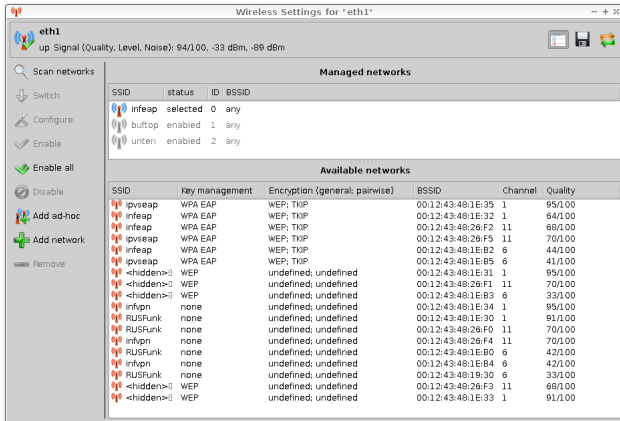 Wireless Settings for "eth1"
eth1
up Signal (Quality, Level, Noise): 94/100, -33 dBm, -89 dBm
Scan networks
Switch
Configure
Enable
Enable all
Disable
Add ad-hoc
Add network
Remove
Managed networks
SSID status ID BSSID
infeap selected 0 any
buftop enabled 1 any
unten enabled 2 any
Available networks
SSID Key management Encryption (general; pairwise) BSSID Channel Quality
ipvseap WPA EAP WEP; TKIP 00:12:43:48:1E:35 1 95/100
infeap WPA EAP WEP; TKIP 00:12:43:48:1E:32 1 64/100
infeap WPA EAP WEP; TKIP 00:12:43:48:26:F2 11 68/100
ipvseap WPA EAP WEP; TKIP 00:12:43:48:26:F5 11 70/100
infeap WPA EAP WEP; TKIP 00:12:43:48:1E:B2 6 44/100
ipvseap WPA EAP WEP; TKIP 00:12:43:48:1E:B5 6 41/100
<hidden> WEP undefined; undefined 00:12:43:48:1E:31 1 95/100
<hidden> WEP undefined; undefined 00:12:43:48:26:F1 11 70/100
<hidden> WEP undefined; undefined 00:12:43:48:1E:B3 6 33/100
infvpn none undefined; undefined 00:12:43:48:1E:34 1 95/100
RUSFunk none undefined; undefined 00:12:43:48:1E:30 1 91/100
RUSFunk none undefined; undefined 00:12:43:48:26:F0 11 70/100
infvpn none undefined; undefined 00:12:43:48:26:F4 11 70/100
RUSFunk none undefined; undefined 00:12:43:48:1E:B0 6 42/100
infvpn none undefined; undefined 00:12:43:48:1E:B4 6 42/100
RUSFunk none undefined; undefined 00:12:43:48:19:30 6 33/100
<hidden> WEP undefined; undefined 00:12:43:48:26:F3 11 68/100
<hidden> WEP undefined; undefined 00:12:43:48:1E:33 1 91/100